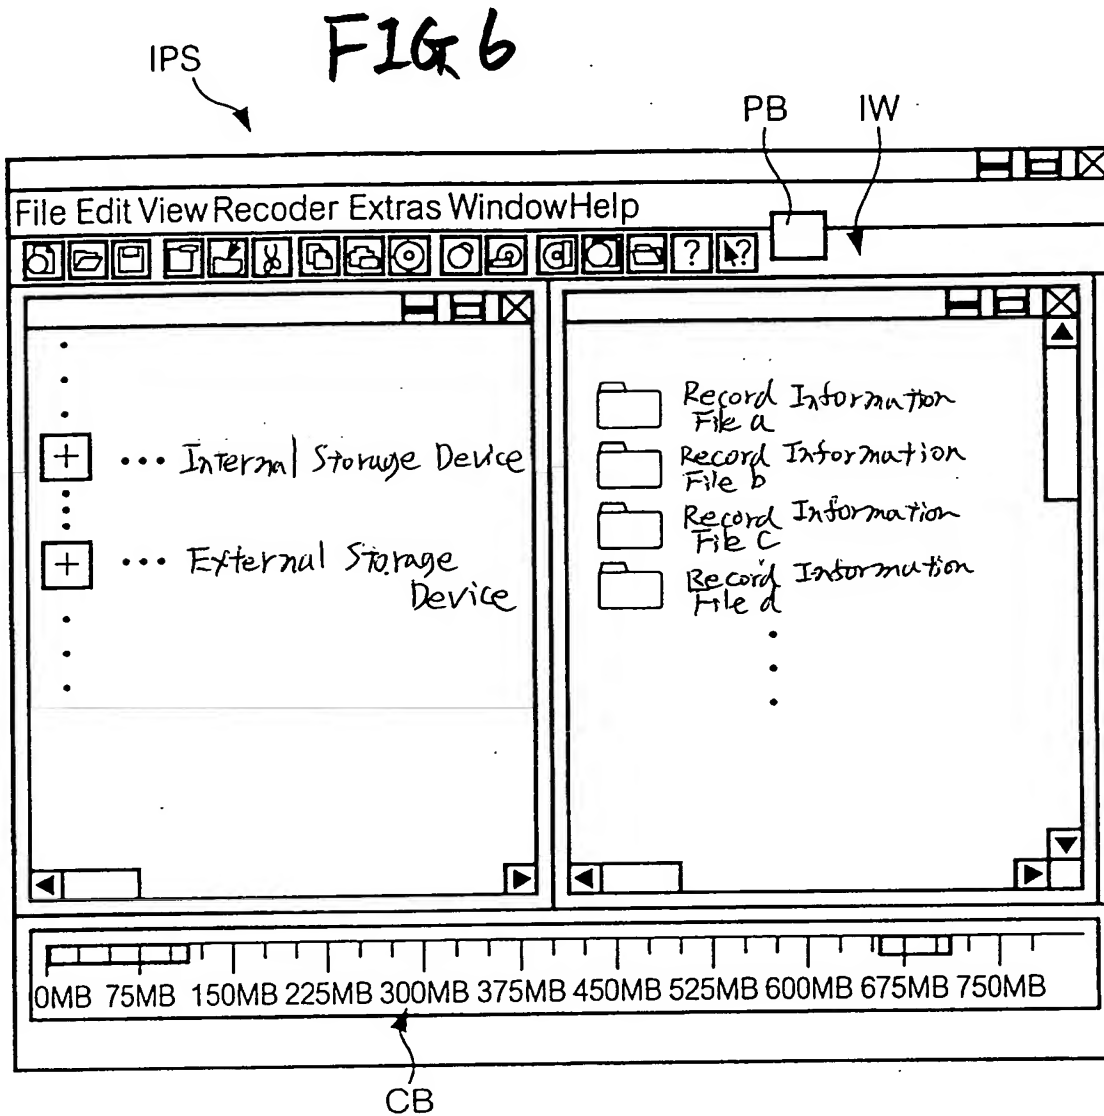 FIG. 6
IPS
PB
IW
File Edit View Recoder Extras Window Help
? ?
... Internal Storage Device
... External Storage
Device
Record Information
File a
Record Information
File b
Record Information
File c
Record Information
File d
0MB 75MB 150MB 225MB 300MB 375MB 450MB 525MB 600MB 675MB 750MB
CB